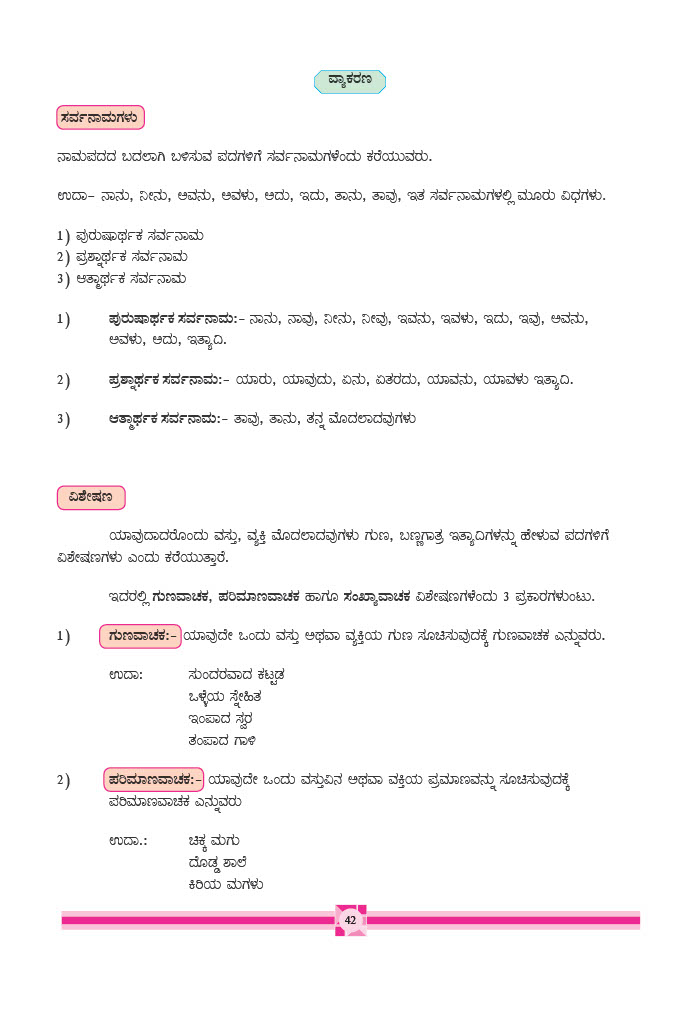 ವ್ಯಾಕರಣ
ಸರ್ವನಾಮಗಳು
ನಾಮಪದದ ಬದಲಾಗಿ ಬಳಸುವ ಪದಗಳಿಗೆ ಸರ್ವನಾಮಗಳೆಂದು ಕರೆಯುವರು.
ಉದಾ– ನಾನು, ನೀನು, ಅವನು, ಅವಳು, ಅದು, ಇದು, ತಾನು, ತಾವು, ಇತ ಸರ್ವನಾಮಗಳಲ್ಲಿ ಮೂರು ವಿಧಗಳು.
1) ಪುರುಷಾರ್ಥಕ ಸರ್ವನಾಮ
2) ಪ್ರಶ್ನಾರ್ಥಕ ಸರ್ವನಾಮ
3) ಆತ್ಮಾರ್ಥಕ ಸರ್ವನಾಮ
1) ಪುರುಷಾರ್ಥಕ ಸರ್ವನಾಮ:– ನಾನು, ನಾವು, ನೀನು, ನೀವು, ಇವನು, ಇವಳು, ಇದು, ಇವು, ಅವನು,
ಅವಳು, ಅದು, ಇತ್ಯಾದಿ.
2) ಪ್ರಶ್ನಾರ್ಥಕ ಸರ್ವನಾಮ:– ಯಾರು, ಯಾವುದು, ಏನು, ಏತರದು, ಯಾವನು, ಯಾವಳು ಇತ್ಯಾದಿ.
3) ಆತ್ಮಾರ್ಥಕ ಸರ್ವನಾಮ:– ತಾವು, ತಾನು, ತನ್ನ ಮೊದಲಾದವುಗಳು
ವಿಶೇಷಣ
ಯಾವುದಾದರೊಂದು ವಸ್ತು, ವ್ಯಕ್ತಿ ಮೊದಲಾದವುಗಳು ಗುಣ, ಬಣ್ಣಗಾತ್ರ ಇತ್ಯಾದಿಗಳನ್ನು ಹೇಳುವ ಪದಗಳಿಗೆ
ವಿಶೇಷಣಗಳು ಎಂದು ಕರೆಯುತ್ತಾರೆ.
ಇದರಲ್ಲಿ ಗುಣವಾಚಕ, ಪರಿಮಾಣವಾಚಕ ಹಾಗೂ ಸಂಖ್ಯಾವಾಚಕ ವಿಶೇಷಣಗಳೆಂದು 3 ಪ್ರಕಾರಗಳುಂಟು.
1) ಗುಣವಾಚಕ:– ಯಾವುದೇ ಒಂದು ವಸ್ತು ಅಥವಾ ವ್ಯಕ್ತಿಯ ಗುಣ ಸೂಚಿಸುವುದಕ್ಕೆ ಗುಣವಾಚಕ ಎನ್ನುವರು.
ಉದಾ: ಸುಂದರವಾದ ಕಟ್ಟಡ
ಒಳ್ಳೆಯ ಸ್ನೇಹಿತ
ಇಂಪಾದ ಸ್ವರ
ತಂಪಾದ ಗಾಳಿ
2) ಪರಿಮಾಣವಾಚಕ:– ಯಾವುದೇ ಒಂದು ವಸ್ತುವಿನ ಅಥವಾ ವಕ್ತಿಯ ಪ್ರಮಾಣವನ್ನು ಸೂಚಿಸುವುದಕ್ಕೆ
ಪರಿಮಾಣವಾಚಕ ಎನ್ನುವರು
ಉದಾ.: ಚಿಕ್ಕ ಮಗು
ದೊಡ್ಡ ಶಾಲೆ
ಕಿರಿಯ ಮಗಳು
42